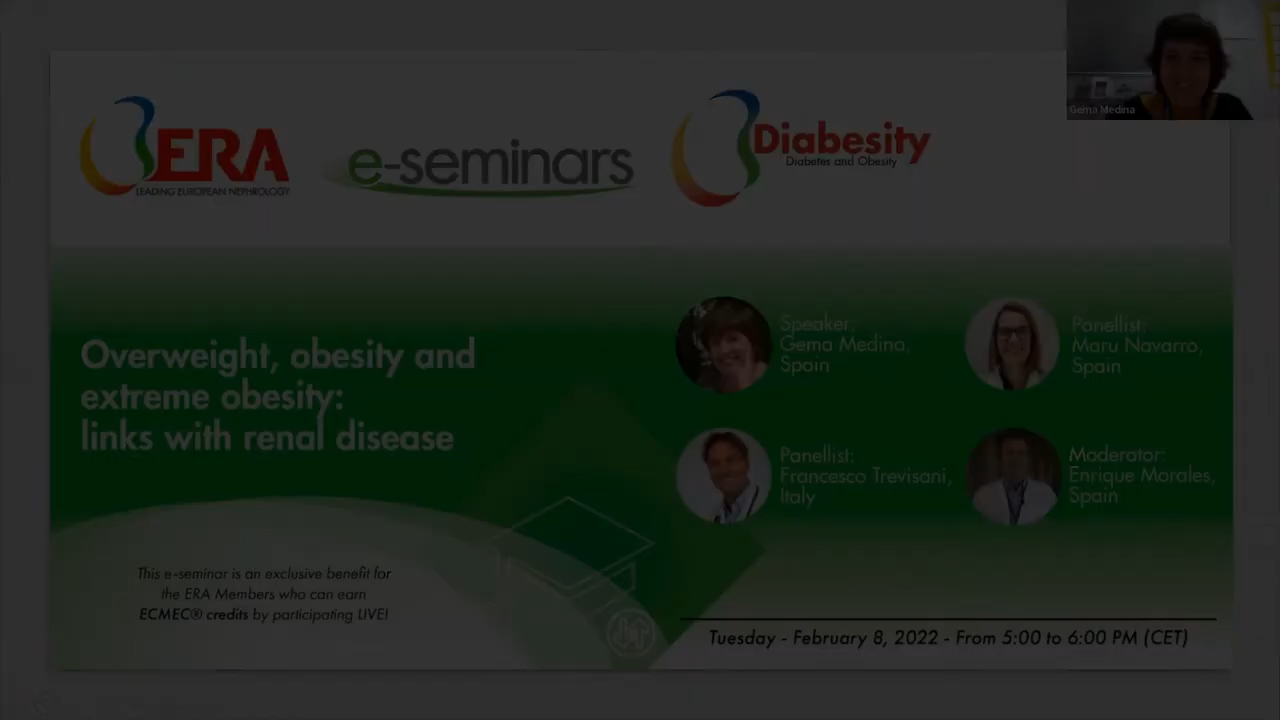 Gema Medina
ERA
LEADING EUROPEAN NEPHROLOGY
e-seminars
Diabesity
Diabetes and Obesity
Overweight, obesity and
extreme obesity:
links with renal disease
Speaker:
Gema Medina,
Spain
Panellist:
Maru Navarro,
Spain
Panellist:
Francesco Trevisani,
Italy
Moderator:
Enrique Morales,
Spain
This e-seminar is an exclusive benefit for
the ERA Members who can earn
ECMEC® credits by participating LIVE!
Tuesday - February 8, 2022 - From 5:00 to 6:00 PM (CET)